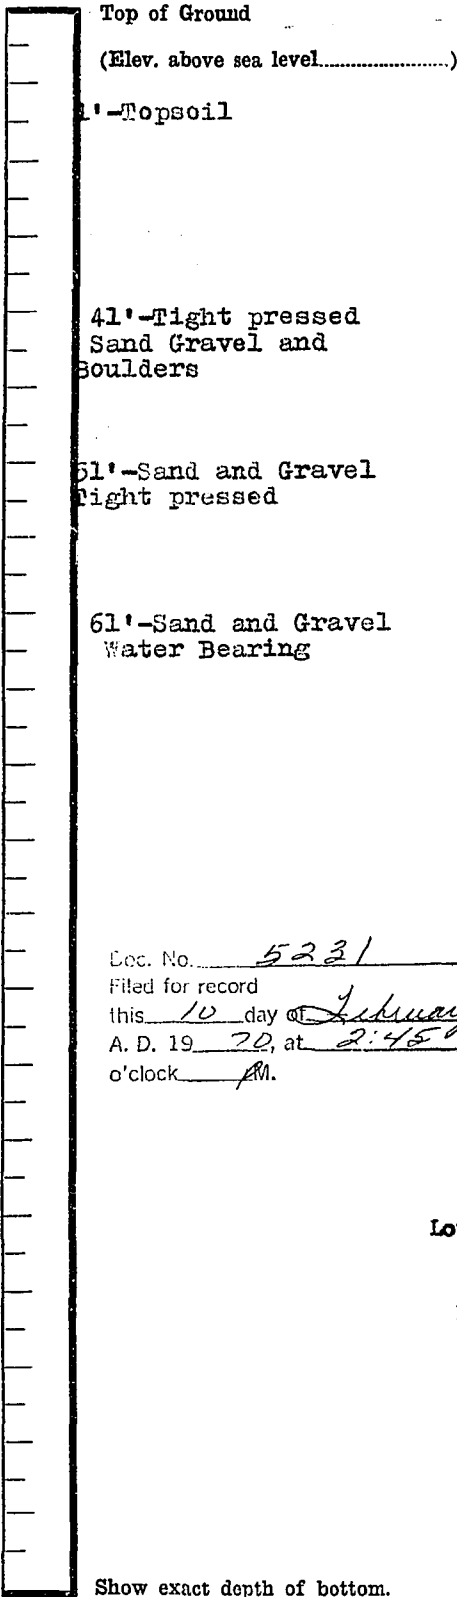 Top of Ground
(Elev. above sea level......................)
1'-Topsoil
41'-Tight pressed
Sand Gravel and
Boulders
51'-Sand and Gravel
Tight pressed
61'-Sand and Gravel
Water Bearing
Doc. No. 5231
Filed for record
this 10 day of February
A. D. 19 70, at 2:45
o'clock P M.
Lo
Show exact depth of bottom.